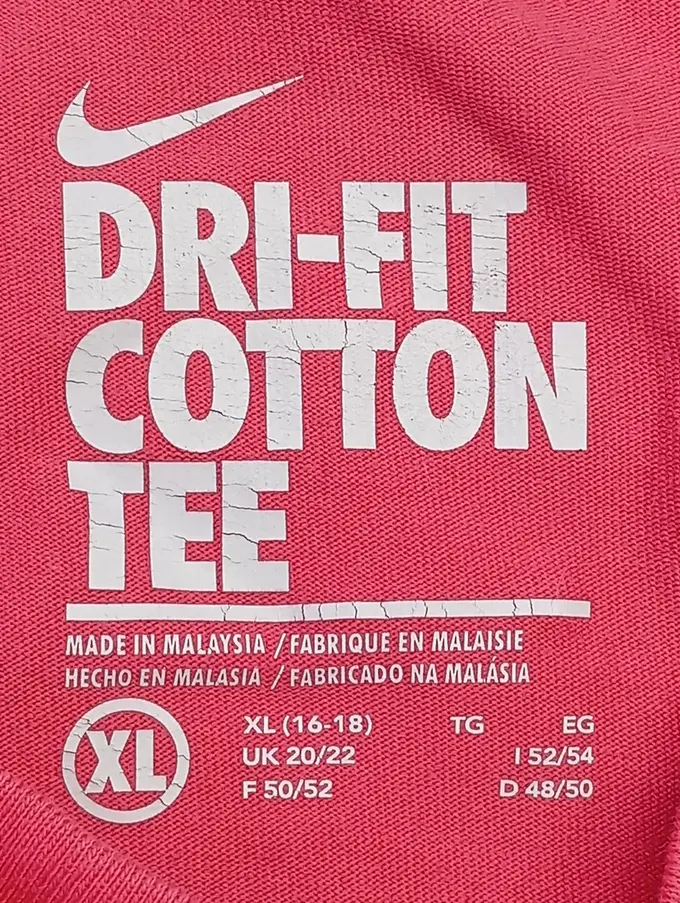 DRI-FIT
COTTON
TEE
MADE IN MALAYSIA / FABRIQUE EN MALAISIE
HECHO EN MALASIA / FABRICADO NA MALÁSIA
XL
XL (16-18) TG EG
UK 20/22 I 52/54
F 50/52 D 48/50